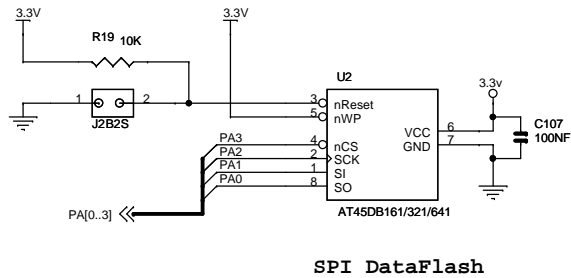 3.3V 3.3V
R19 10K
U2
3.3v
1 2 3 nReset
5 nWP
J2B2S
VCC 6
C107
PA3 4 nCS
GND 7
100NF
PA2 2 SCK
PA1 1 SI
PA0 8 SO
PA[0..3]
AT45DB161/321/641
SPI DataFlash